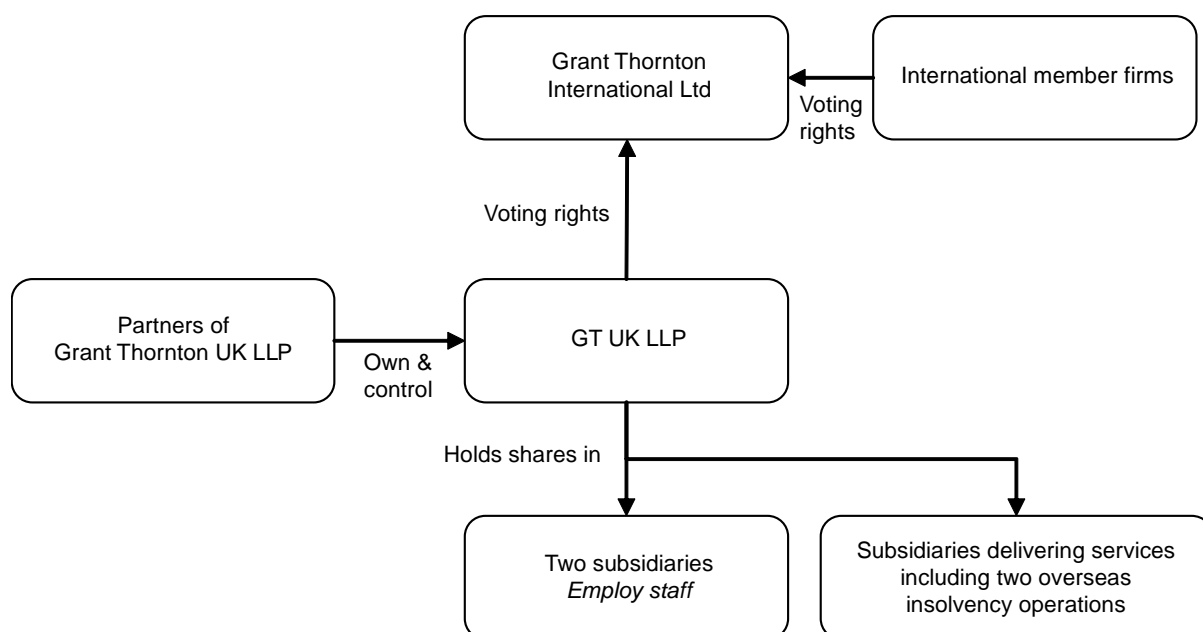 Grant Thornton
International Ltd
International member firms
Voting
rights
Voting rights
Partners of
Grant Thornton UK LLP
Own &
control
GT UK LLP
Holds shares in
Two subsidiaries
Employ staff
Subsidiaries delivering services
including two overseas
insolvency operations